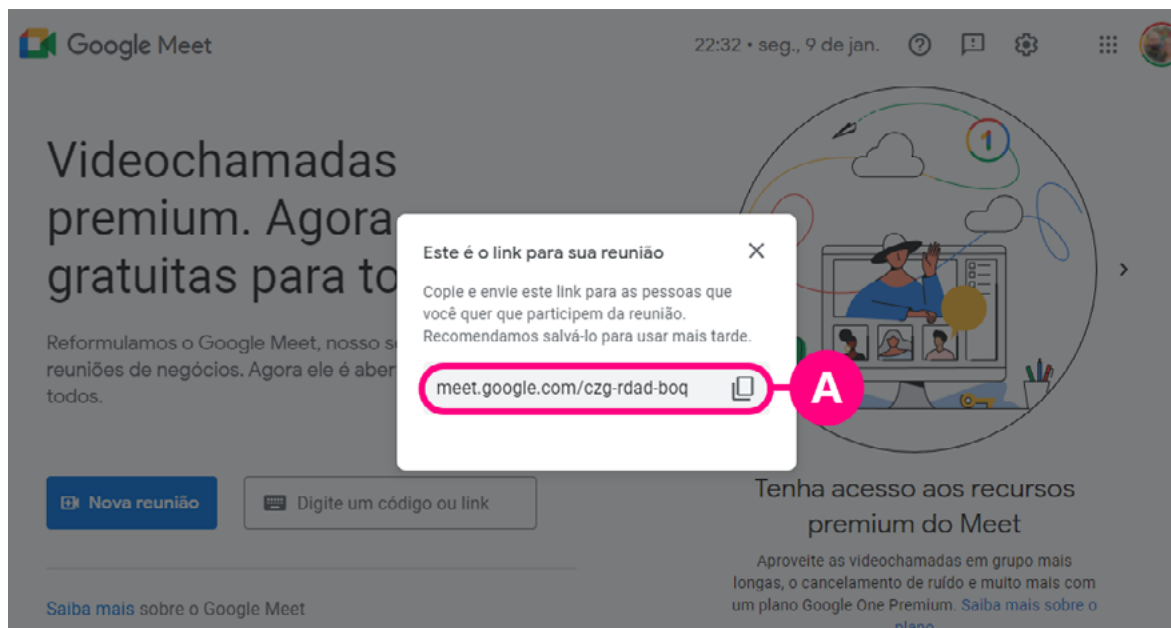 Google Meet
22:32 • seg., 9 de jan.
Videochamadas
premium. Agora
gratuitas para to
Reformulamos o Google Meet, nosso s
reuniões de negócios. Agora ele é aber
todos.
Este é o link para sua reunião
Copie e envie este link para as pessoas que
você quer que participem da reunião.
Recomendamos salvá-lo para usar mais tarde.
meet.google.com/czg-rdad-boq
A
1
Nova reunião
Digite um código ou link
Saiba mais sobre o Google Meet
Tenha acesso aos recursos
premium do Meet
Aproveite as videochamadas em grupo mais
longas, o cancelamento de ruído e muito mais com
um plano Google One Premium. Saiba mais sobre o
plano